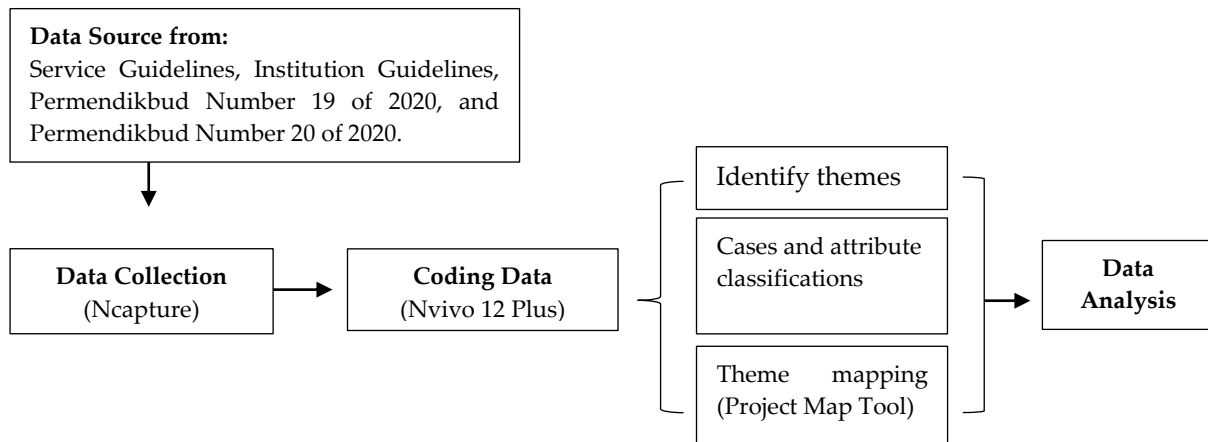 Data Source from:
Service Guidelines, Institution Guidelines,
Permendikbud Number 19 of 2020, and
Permendikbud Number 20 of 2020.
Data Collection
(Ncapture)
Coding Data
(Nvivo 12 Plus)
Identify themes
Cases and attribute
classifications
Theme mapping
(Project Map Tool)
Data
Analysis